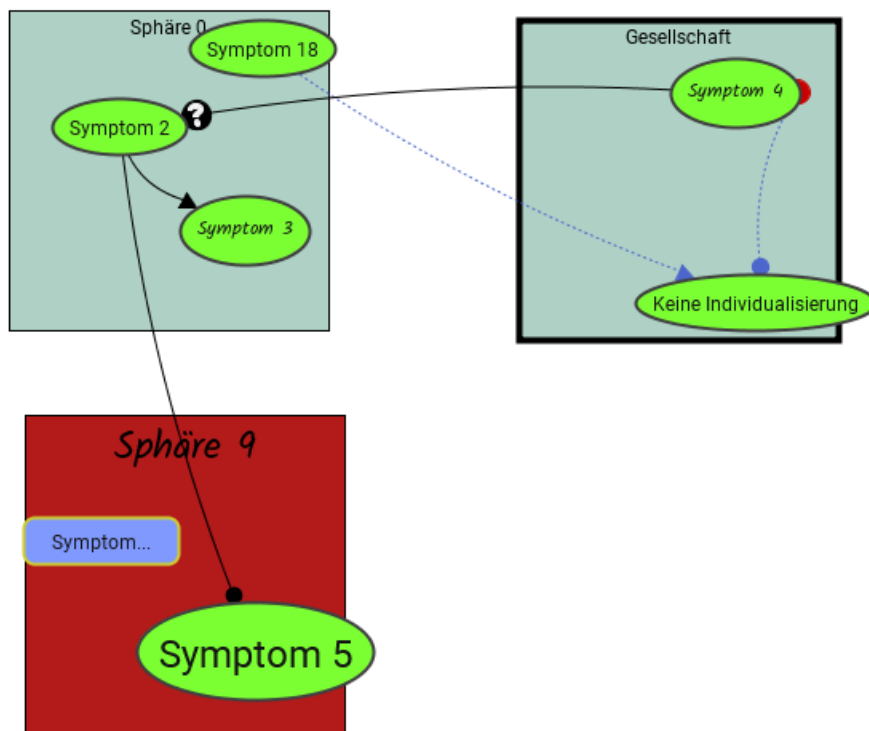 Sphäre 0
Symptom 18
Symptom 2
?
Symptom 3
Gesellschaft
Symptom 4
Keine Individualisierung
Sphäre 9
Symptom...
Symptom 5